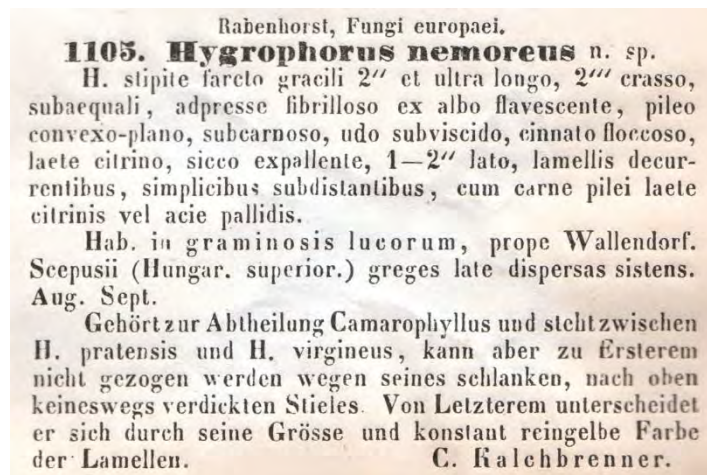 Rabenhorst, Fungi europaei.
1105. Hygrophorus nemoreus n. sp.
H. stipite farcto gracili 2″ et ultra longo, 2‴ crasso,
subaequali, adpresse fibrilloso ex albo flavescente, pileo
convexo-plano, subcarnoso, udo subviscido, cinnato floccoso,
laete citrino, sicco expallente, 1—2″ lato, lamellis decur-
rentibus, simplicibus subdistantibus, cum carne pilei laete
citrinis vel acie pallidis.
Hab. in graminosis lucorum, prope Wallendorf.
Scepusii (Hungar. superior.) greges late dispersas sistens.
Aug. Sept.
Gehört zur Abtheilung Camarophyllus und steht zwischen
H. pratensis und H. virgineus, kann aber zu Ersterem
nicht gezogen werden wegen seines schlanken, nach oben
keineswegs verdickten Stieles. Von Letzterem unterscheidet
er sich durch seine Grösse und konstant reingelbe Farbe
der Lamellen. C. Kalchbrenner.